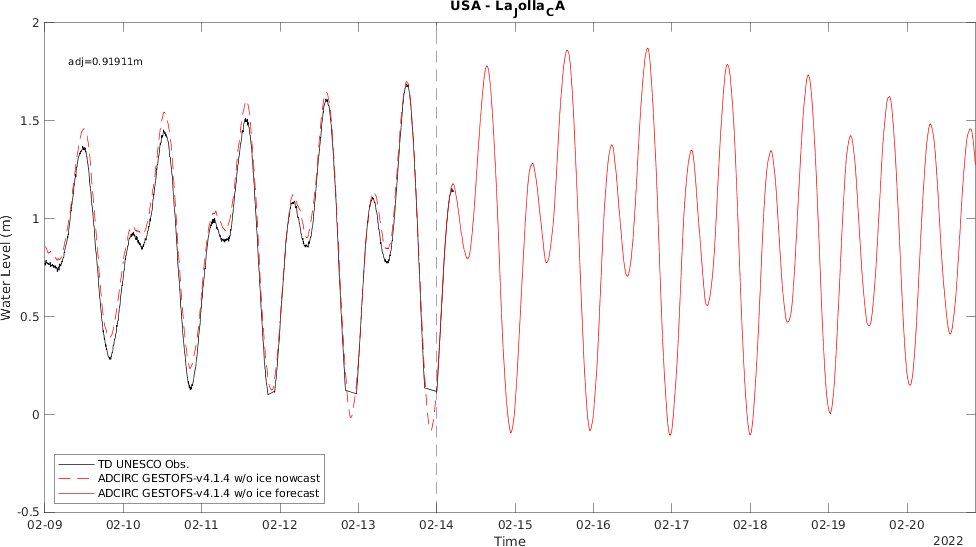 USA - LaJollaCA
2
adj=0.91911m
1.5
1
Water Level (m)
0.5
0
TD UNESCO Obs.
ADCIRC GESTOFS-v4.1.4 w/o ice nowcast
ADCIRC GESTOFS-v4.1.4 w/o ice forecast
-0.5
02-09 02-10 02-11 02-12 02-13 02-14 02-15 02-16 02-17 02-18 02-19 02-20
Time
2022